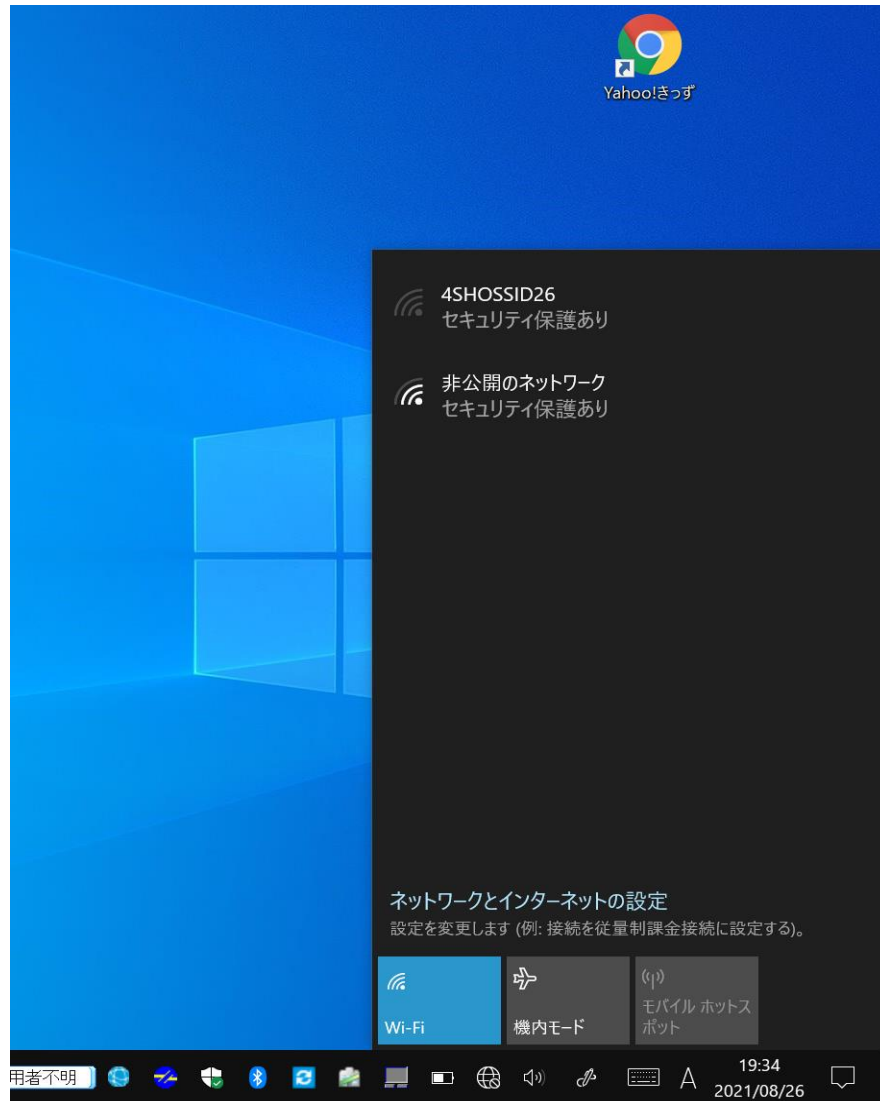 Yahoo!きっず
4SHOSSID26
セキュリティ保護あり
非公開のネットワーク
セキュリティ保護あり
ネットワークとインターネットの設定
設定を変更します (例: 接続を従量制課金接続に設定する)。
Wi-Fi
機内モード
モバイル ホットス
ポット
用者不明
A
19:34
2021/08/26